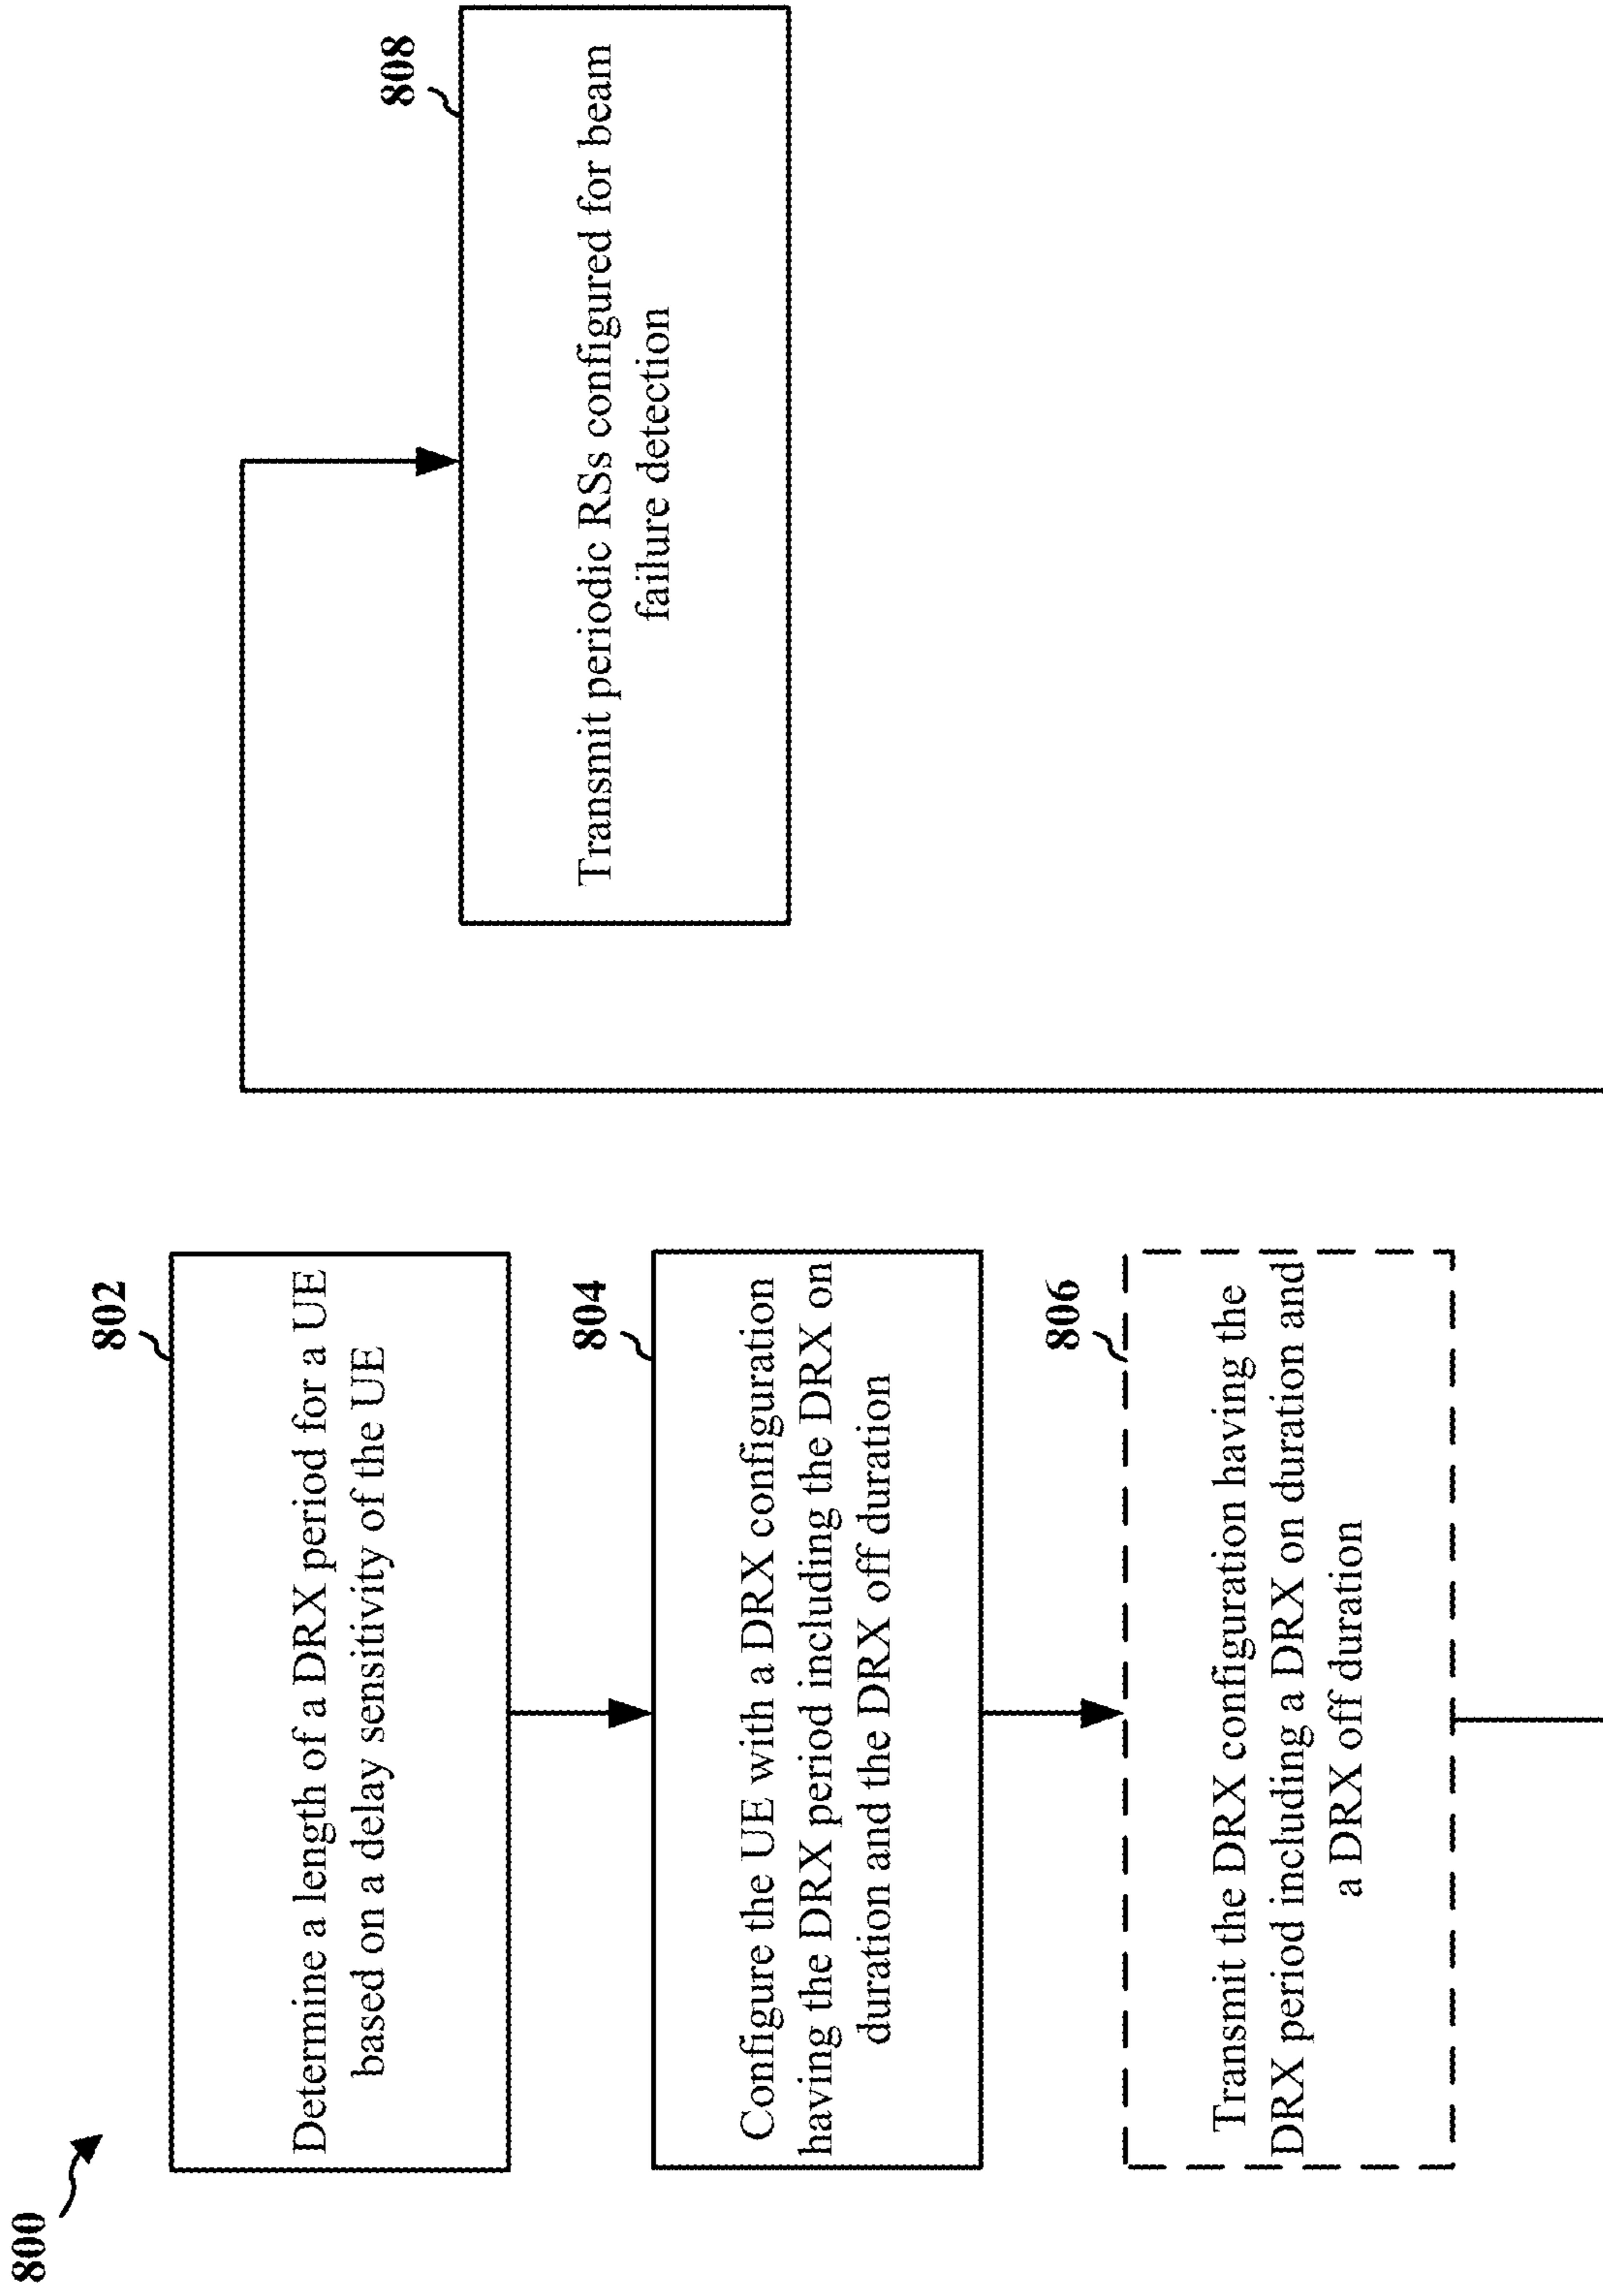 800
802
Determine a length of a DRX period for a UE
based on a delay sensitivity of the UE
804
Configure the UE with a DRX configuration
having the DRX period including the DRX on
duration and the DRX off duration
806
Transmit the DRX configuration having the
DRX period including a DRX on duration and
a DRX off duration
808
Transmit periodic RSs configured for beam
failure detection